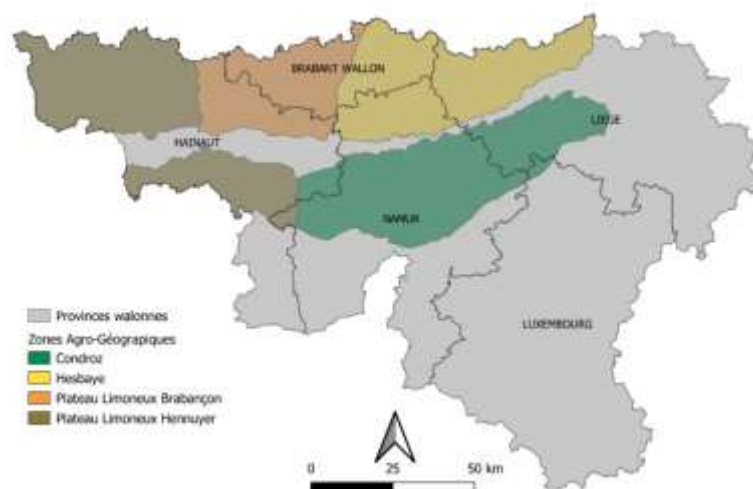 BRABANT WALLON
HAINAUT
LIEGE
NAMUR
LUXEMBOURG
Provinces walonnes
Zones Agro-Géograpiques
Condroz
Hesbaye
Plateau Limoneux Brabançon
Plateau Limoneux Hennuyer
0 25 50 km